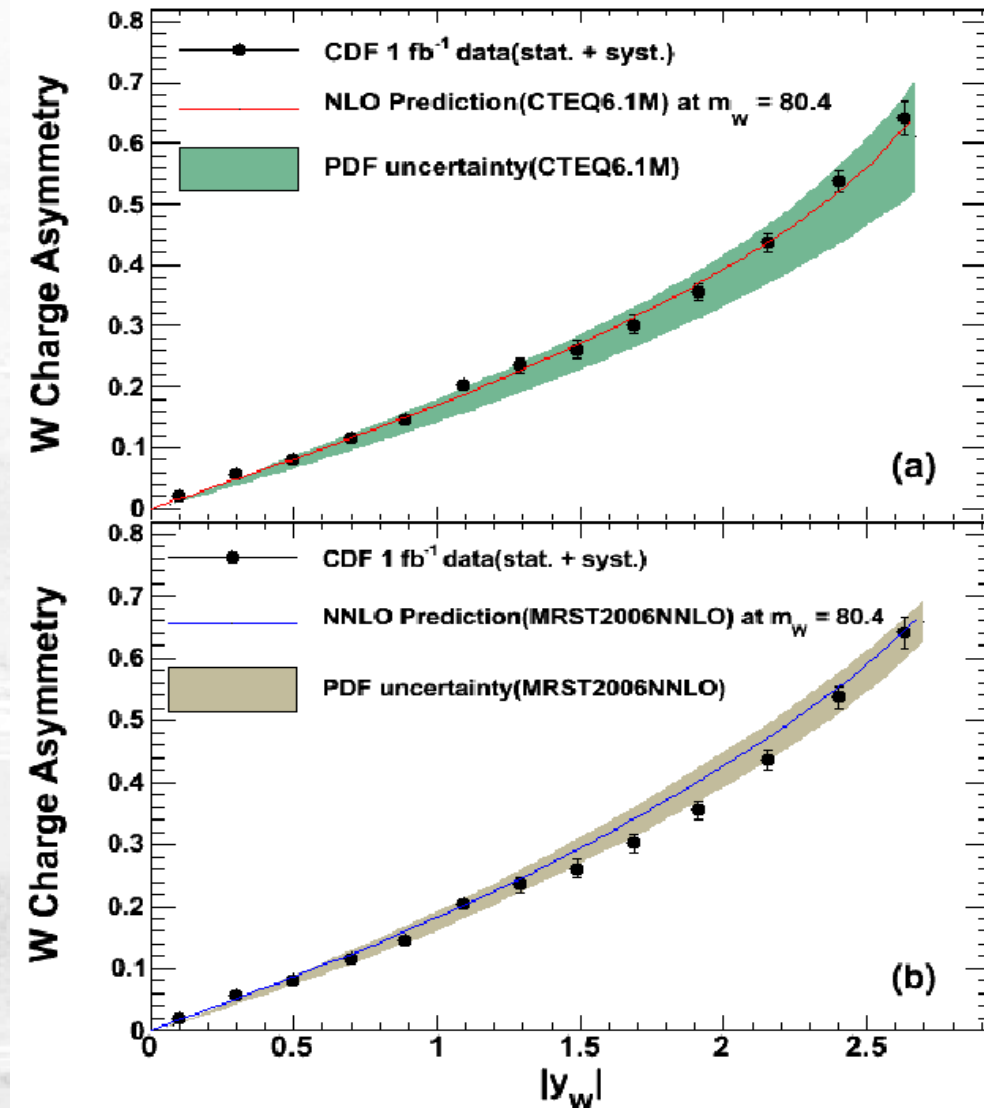 0.8
CDF 1 fb⁻¹ data(stat. + syst.)
0.7
NLO Prediction(CTEQ6.1M) at m_w = 80.4
0.6
PDF uncertainty(CTEQ6.1M)
0.5
0.4
0.3
0.2
0.1
0
W Charge Asymmetry
(a)
0.8
CDF 1 fb⁻¹ data(stat. + syst.)
0.7
NNLO Prediction(MRST2006NNLO) at m_w = 80.4
0.6
PDF uncertainty(MRST2006NNLO)
0.5
0.4
0.3
0.2
0.1
0
W Charge Asymmetry
(b)
0 0.5 1 1.5 2 2.5
|y_w|